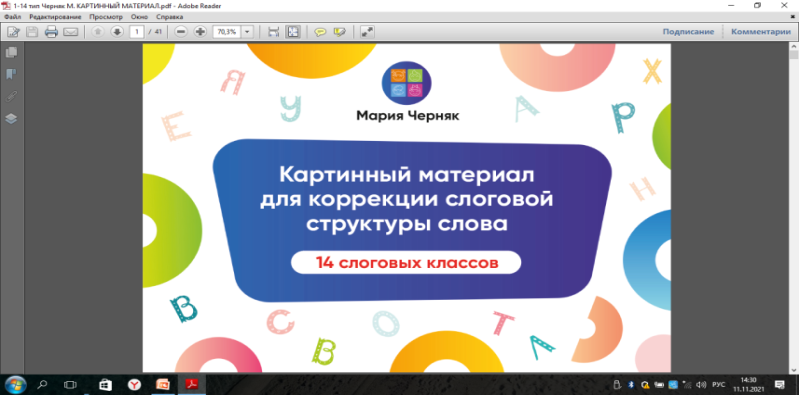 1-14 тип Черняк М. КАРТИННЫЙ МАТЕРИАЛ.pdf - Adobe Reader
Файл Редактирование Просмотр Окно Справка
1 / 41 70,3% Подписание Комментарии
Я У А Х
Е Р
Мария Черняк
Н
Картинный материал
для коррекции слоговой
структуры слова
14 слоговых классов
В С В О Т Л
РУС 14:30
11.11.2021